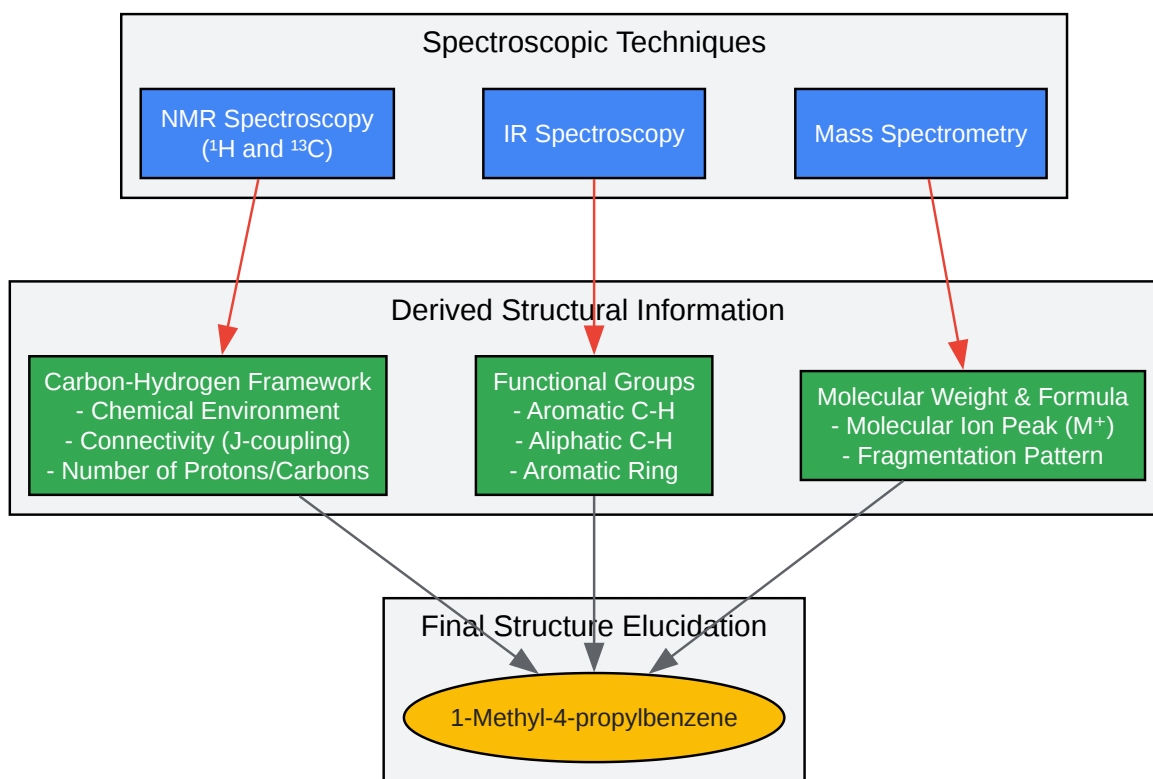 Spectroscopic Techniques
NMR Spectroscopy
(¹H and ¹³C)
IR Spectroscopy
Mass Spectrometry
Derived Structural Information
Carbon-Hydrogen Framework
- Chemical Environment
- Connectivity (J-coupling)
- Number of Protons/Carbons
Functional Groups
- Aromatic C-H
- Aliphatic C-H
- Aromatic Ring
Molecular Weight & Formula
- Molecular Ion Peak (M⁺)
- Fragmentation Pattern
Final Structure Elucidation
1-Methyl-4-propylbenzene